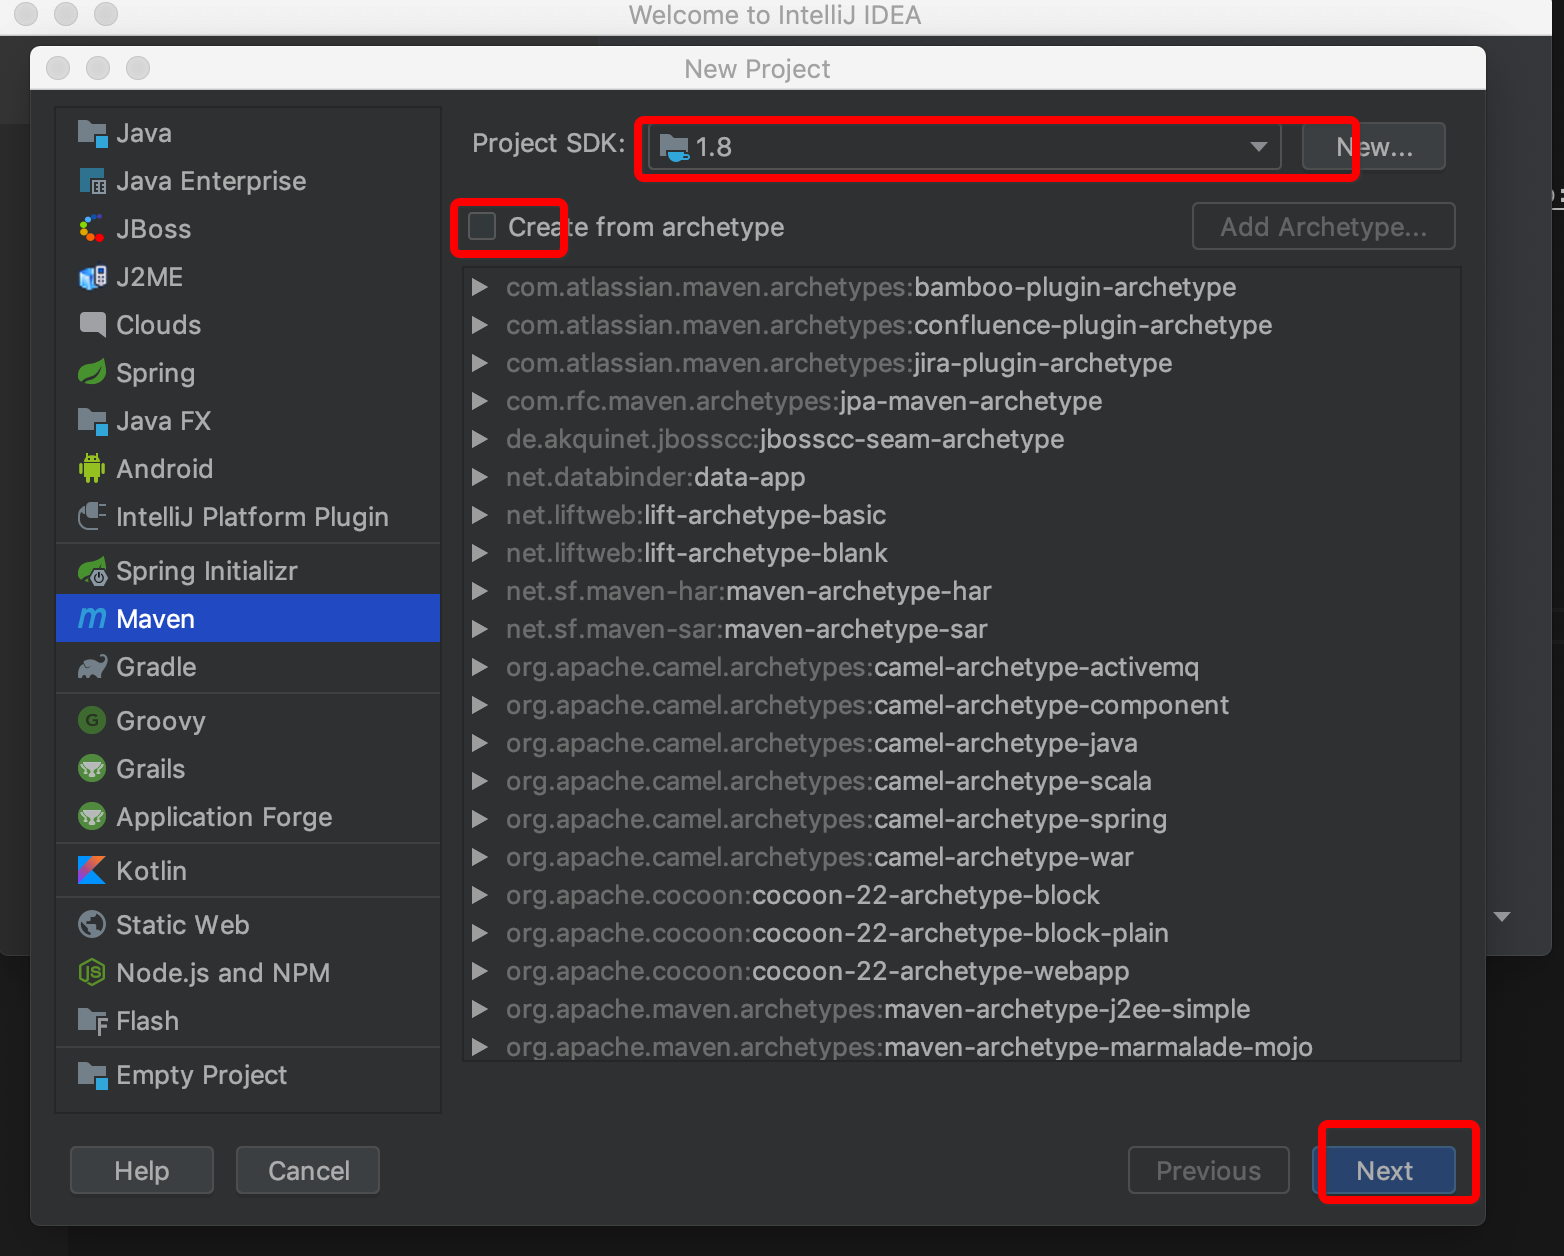 Welcome to IntelliJ IDEA
New Project
Java
Java Enterprise
JBoss
J2ME
Clouds
Spring
Java FX
Android
IntelliJ Platform Plugin
Spring Initializr
Maven
Gradle
Groovy
Grails
Application Forge
Kotlin
Static Web
Node.js and NPM
Flash
Empty Project
Project SDK: 1.8 New...
Create from archetype Add Archetype...
com.atlassian.maven.archetypes:bamboo-plugin-archetype
com.atlassian.maven.archetypes:confluence-plugin-archetype
com.atlassian.maven.archetypes:jira-plugin-archetype
com.rfc.maven.archetypes:jpa-maven-archetype
de.akquinet.jbosscc:jbosscc-seam-archetype
net.databinder:data-app
net.liftweb:lift-archetype-basic
net.liftweb:lift-archetype-blank
net.sf.maven-har:maven-archetype-har
net.sf.maven-sar:maven-archetype-sar
org.apache.camel.archetypes:camel-archetype-activemq
org.apache.camel.archetypes:camel-archetype-component
org.apache.camel.archetypes:camel-archetype-java
org.apache.camel.archetypes:camel-archetype-scala
org.apache.camel.archetypes:camel-archetype-spring
org.apache.camel.archetypes:camel-archetype-war
org.apache.cocoon:cocoon-22-archetype-block
org.apache.cocoon:cocoon-22-archetype-block-plain
org.apache.cocoon:cocoon-22-archetype-webapp
org.apache.maven.archetypes:maven-archetype-j2ee-simple
org.apache.maven.archetypes:maven-archetype-marmalade-mojo
Help Cancel Previous Next